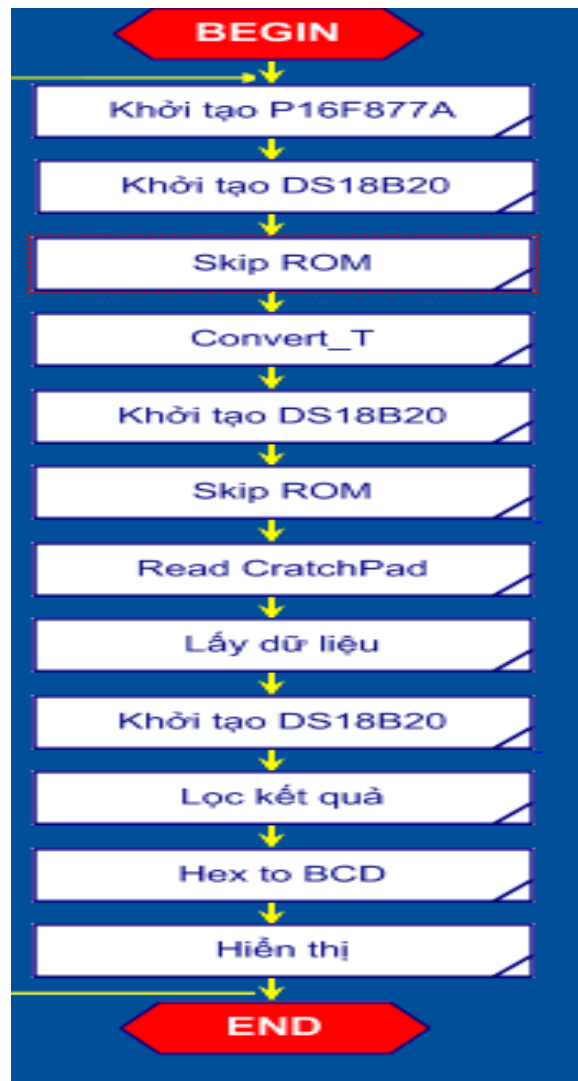 BEGIN
Khởi tạo P16F877A
Khởi tạo DS18B20
Skip ROM
Convert_T
Khởi tạo DS18B20
Skip ROM
Read CratchPad
Lấy dữ liệu
Khởi tạo DS18B20
Lọc kết quả
Hex to BCD
Hiễn thị
END